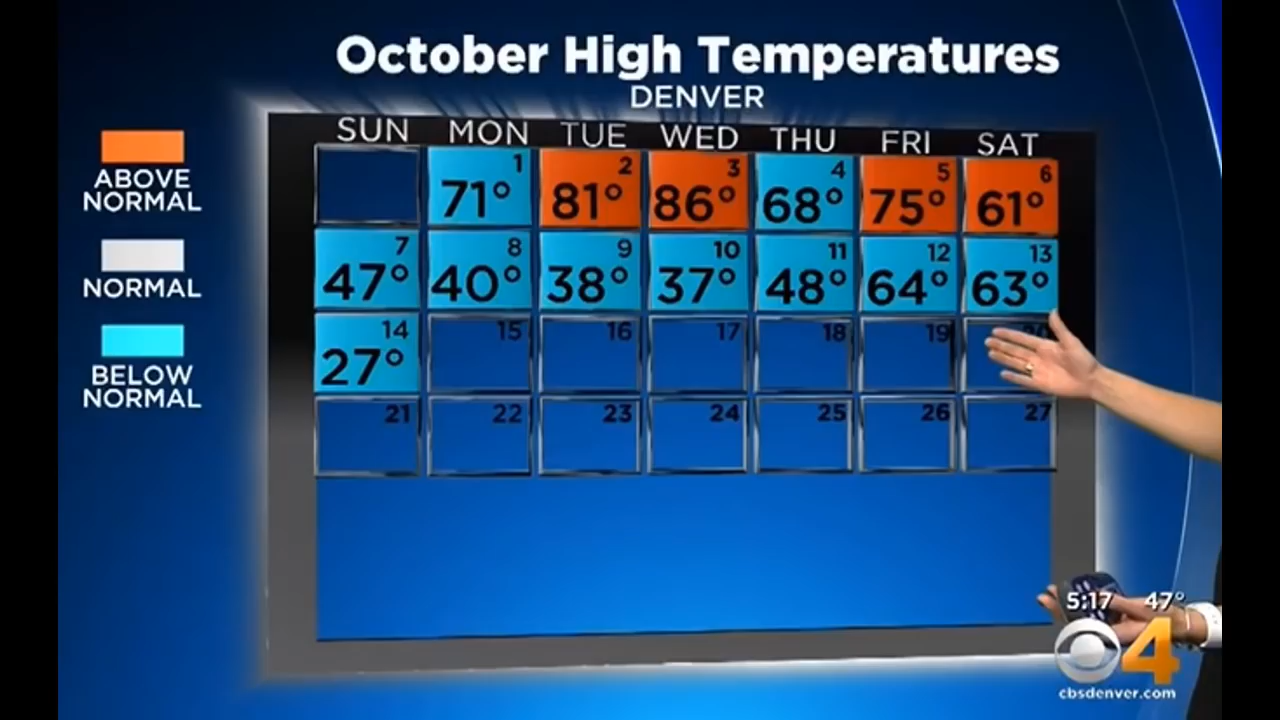 October High Temperatures
DENVER
SUN MON TUE WED THU FRI SAT
ABOVE
NORMAL
NORMAL
BELOW
NORMAL
1 2 3 4 5 6
71° 81° 86° 68° 75° 61°
7 8 9 10 11 12 13
47° 40° 38° 37° 48° 64° 63°
14 15 16 17 18 19 20
27°
21 22 23 24 25 26 27
5:17 47°
4
cbsdenver.com